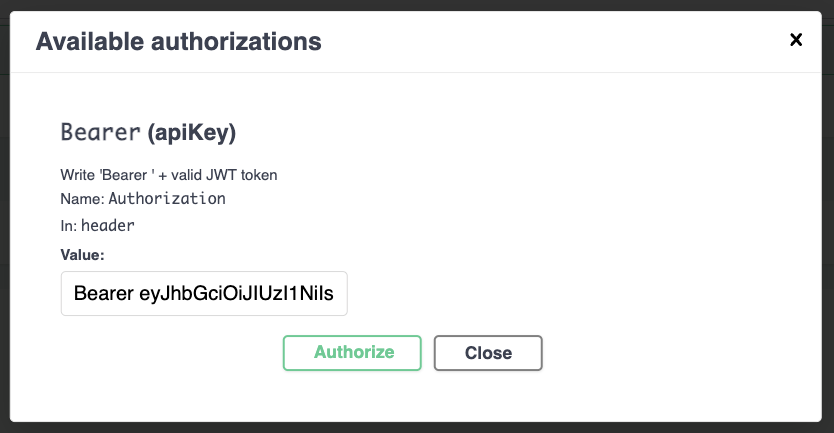 Available authorizations
Bearer (apiKey)
Write 'Bearer ' + valid JWT token
Name: Authorization
In: header
Value:
Bearer eyJhbGciOiJIUzI1NiIs
Authorize Close